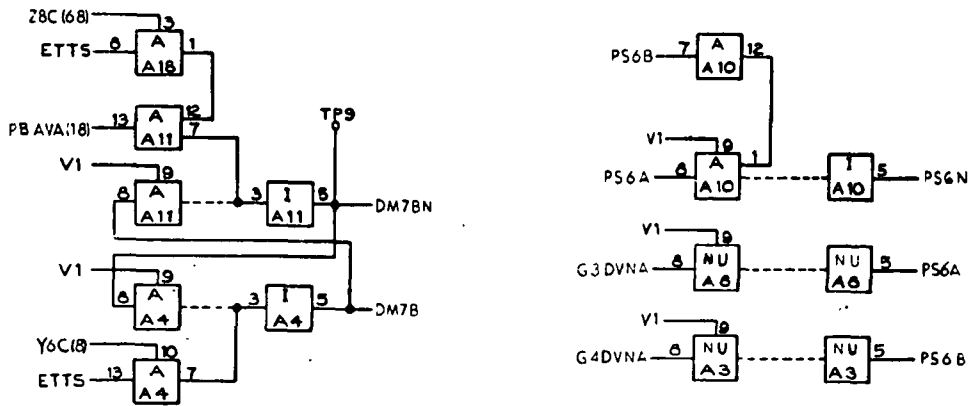 Z8C(68)
3
ETTS 8 A A18 1
PBAVA(18) 13 A A11 12 7
TP9
V1
9
8 A A11 3 I A11 5 DM7BN
V1
9
8 A A4 3 I A4 5 DM7B
Y6C(8)
10
ETTS 13 A A4 7
PS6B 7 A A10 12
V1
9
PS6A 8 A A10 1 I A10 5 PS6N
V1
9
G3DVNA 8 NU A8 NU A8 5 PS6A
V1
9
G4DVNA 8 NU A3 NU A3 5 PS6B